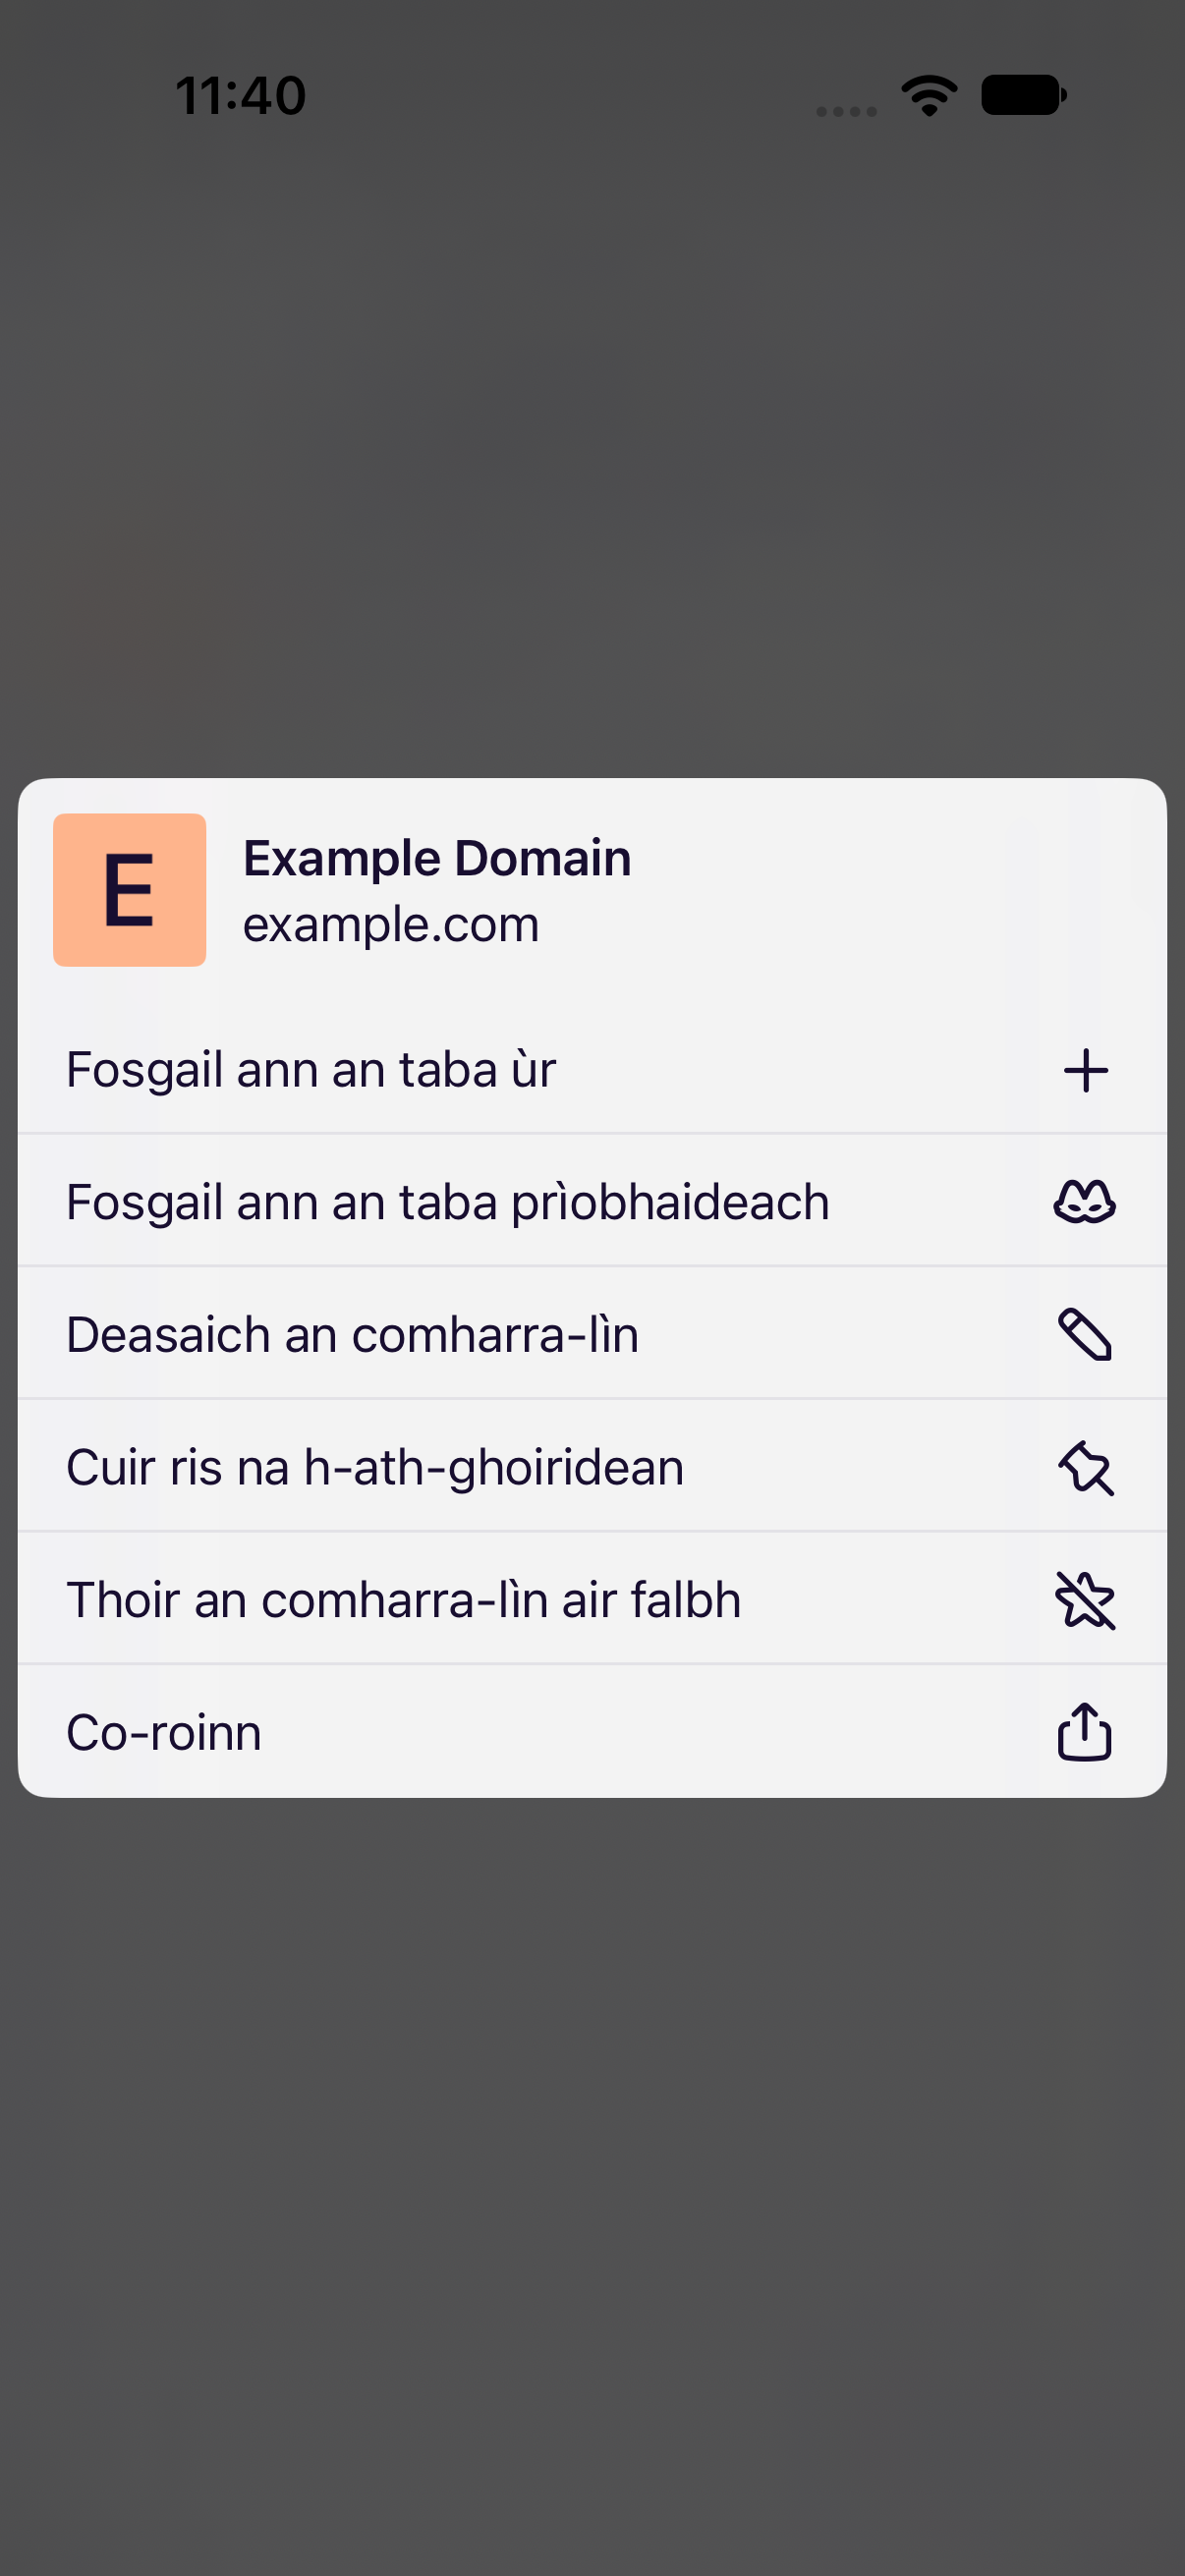 11:40
E
Example Domain
example.com
Fosgail ann an taba ùr
Fosgail ann an taba prìobhaideach
Deasaich an comharra-lìn
Cuir ris na h-ath-ghoiridean
Thoir an comharra-lìn air falbh
Co-roinn